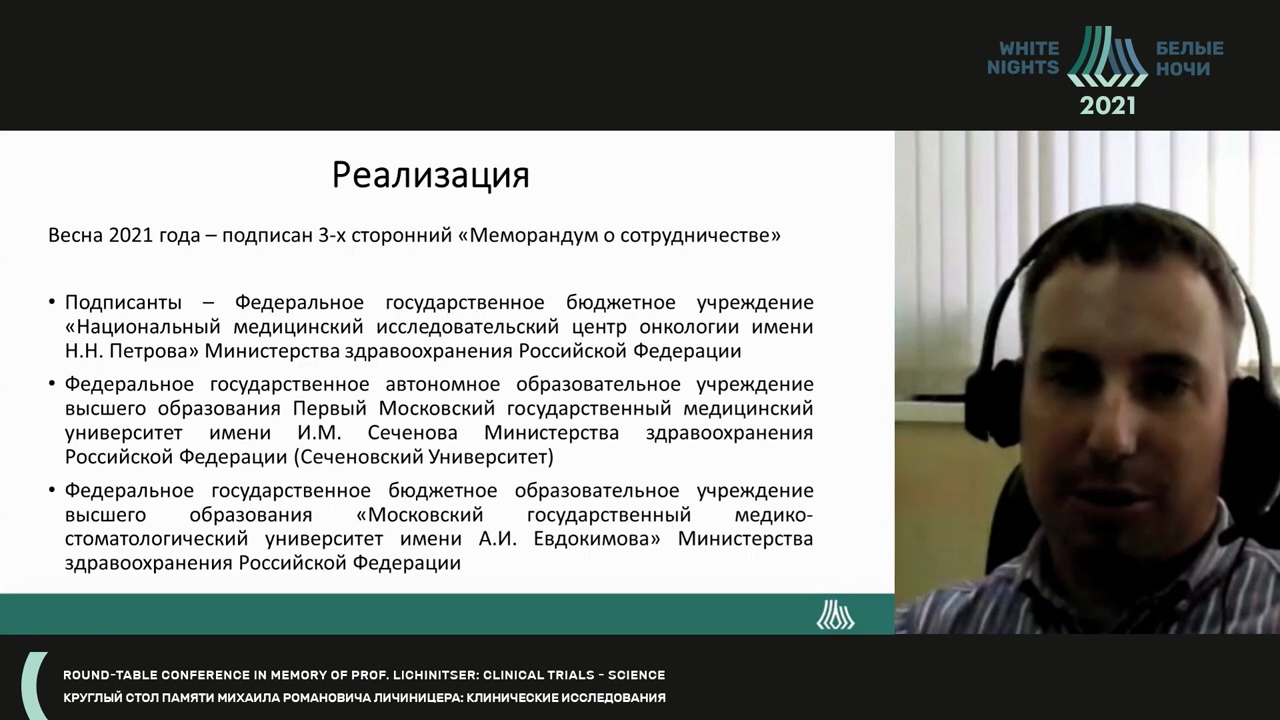 WHITE
NIGHTS
БЕЛЫЕ
НОЧИ
2021
Реализация
Весна 2021 года – подписан 3-х сторонний «Меморандум о сотрудничестве»
• Подписанты – Федеральное государственное бюджетное учреждение
«Национальный медицинский исследовательский центр онкологии имени
Н.Н. Петрова» Министерства здравоохранения Российской Федерации
• Федеральное государственное автономное образовательное учреждение
высшего образования Первый Московский государственный медицинский
университет имени И.М. Сеченова Министерства здравоохранения
Российской Федерации (Сеченовский Университет)
• Федеральное государственное бюджетное образовательное учреждение
высшего образования «Московский государственный медико-
стоматологический университет имени А.И. Евдокимова» Министерства
здравоохранения Российской Федерации
ROUND-TABLE CONFERENCE IN MEMORY OF PROF. LICHINITSER: CLINICAL TRIALS - SCIENCE
КРУГЛЫЙ СТОЛ ПАМЯТИ МИХАИЛА РОМАНОВИЧА ЛИЧИНИЦЕРА: КЛИНИЧЕСКИЕ ИССЛЕДОВАНИЯ